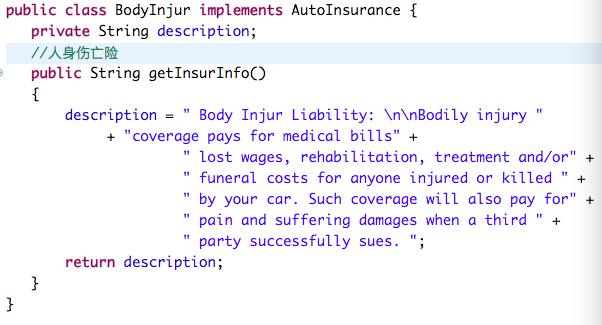 public class BodyInjur implements AutoInsurance {
private String description;
//人身伤亡险
public String getInsurInfo()
{
description = " Body Injur Liability: \n\nBodily injury "
+ "coverage pays for medical bills" +
" lost wages, rehabilitation, treatment and/or" +
" funeral costs for anyone injured or killed " +
" by your car. Such coverage will also pay for" +
" pain and suffering damages when a third " +
" party successfully sues. ";
return description;
}
}